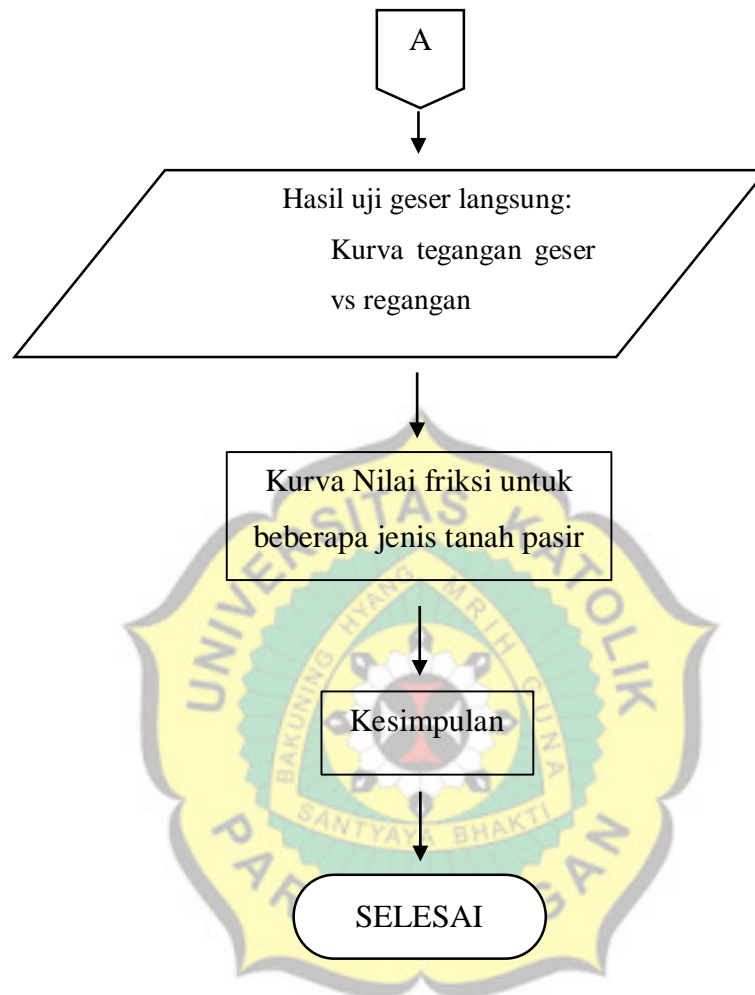 A
Hasil uji geser langsung:
Kurva tegangan geser
vs regangan
Kurva Nilai friksi untuk
beberapa jenis tanah pasir
UNIVERSITAS KATOLIK
BAKUNING HYANG MRIH GUNA
Kesimpulan
SANTYAYA BHAKTI
SELESAI